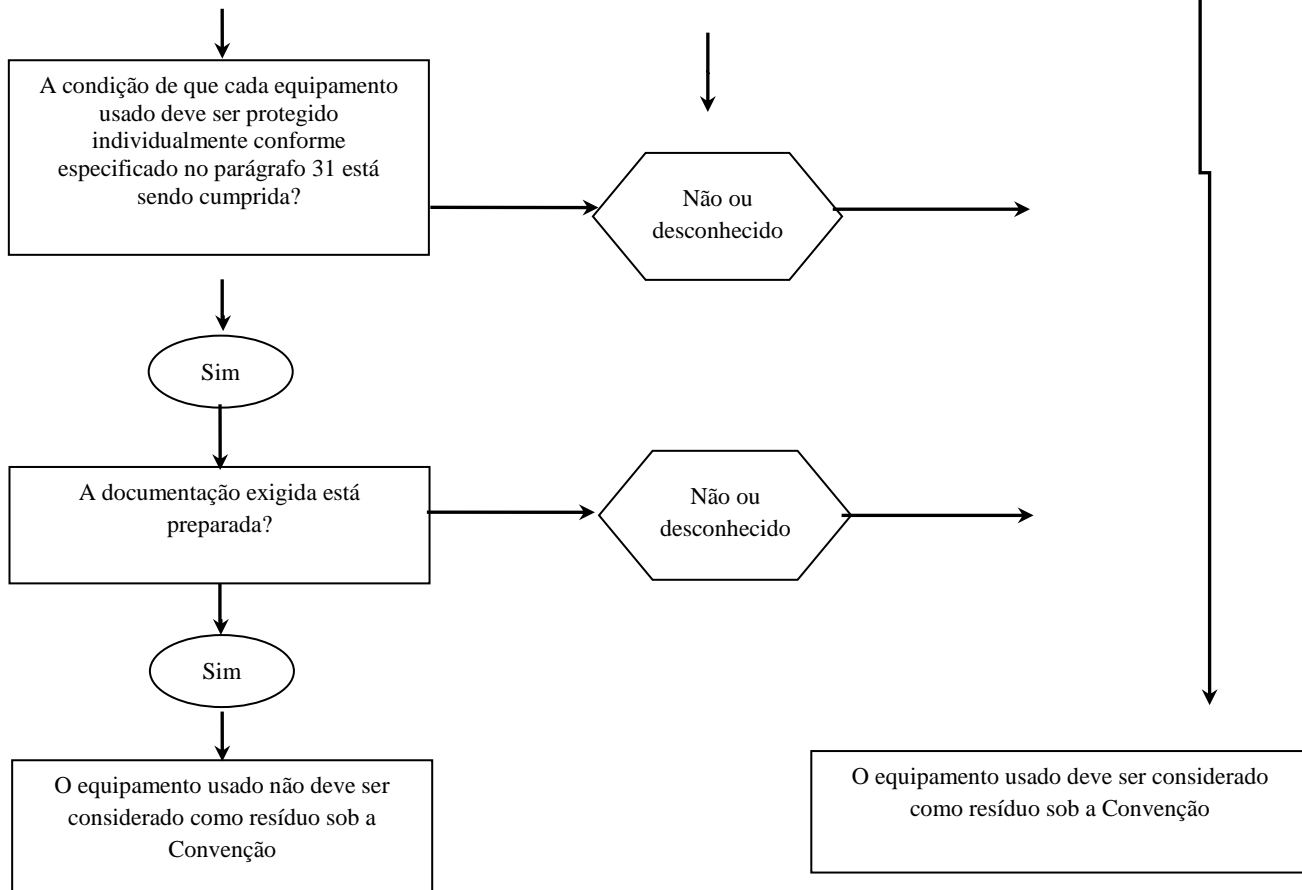 A condição de que cada equipamento
usado deve ser protegido
individualmente conforme
especificado no parágrafo 31 está
sendo cumprida?
Não ou
desconhecido
Sim
A documentação exigida está
preparada?
Não ou
desconhecido
Sim
O equipamento usado não deve ser
considerado como resíduo sob a
Convenção
O equipamento usado deve ser considerado
como resíduo sob a Convenção